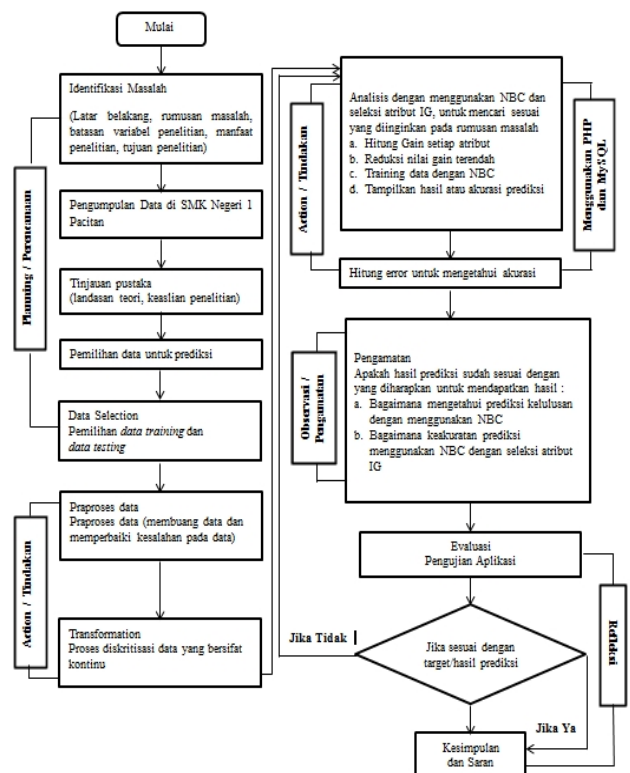 Mulai
Identifikasi Masalah
(Latar belakang, rumusan masalah,
batasan variabel penelitian, manfaat
penelitian, tujuan penelitian)
Pengumpulan Data di SMK Negeri 1
Pacitan
Tinjauan pustaka
(landasan teori, keaslian penelitian)
Pemilihan data untuk prediksi
Data Selection
Pemilihan data training dan
data testing
Planning / Perencanaan
Praproses data
Praproses data (membuang data dan
memperbaiki kesalahan pada data)
Transformation
Proses diskritisasi data yang bersifat
kontinu
Action / Tindakan
Analisis dengan menggunakan NBC dan
seleksi atribut IG, untuk mencari sesuai
yang diinginkan pada rumusan masalah
a. Hitung Gain setiap atribut
b. Reduksi nilai gain terendah
c. Training data dengan NBC
d. Tampilkan hasil atau akurasi prediksi
Action / Tindakan
Menggunakan PHP
dan MySQL
Hitung error untuk mengetahui akurasi
Pengamatan
Apakah hasil prediksi sudah sesuai dengan
yang diharapkan untuk mendapatkan hasil :
a. Bagaimana mengetahui prediksi kelulusan
dengan menggunakan NBC
b. Bagaimana keakuratan prediksi
menggunakan NBC dengan seleksi atribut
IG
Observasi /
Pengamatan
Evaluasi
Pengujian Aplikasi
Jika sesuai dengan
target/hasil prediksi
Jika Tidak
Jika Ya
Refleksi
Kesimpulan
dan Saran